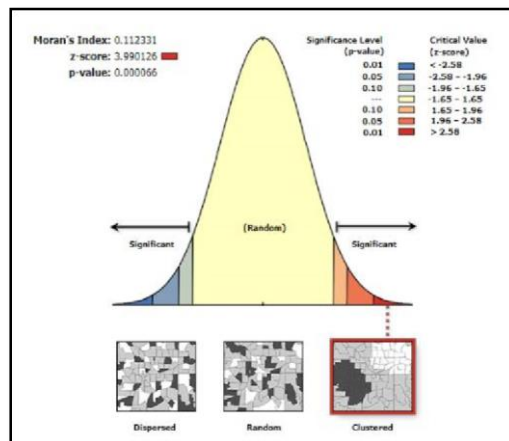 Moran's Index: 0.112331
z-score: 3.990126
p-value: 0.000066
Significance Level
(p-value)
Critical Value
(z-score)
0.01 < -2.58
0.05 -2.58 - -1.96
0.10 -1.96 - -1.65
--- -1.65 - 1.65
0.10 1.65 - 1.96
0.05 1.96 - 2.58
0.01 > 2.58
Significant
(Random)
Significant
Dispersed
Random
Clustered